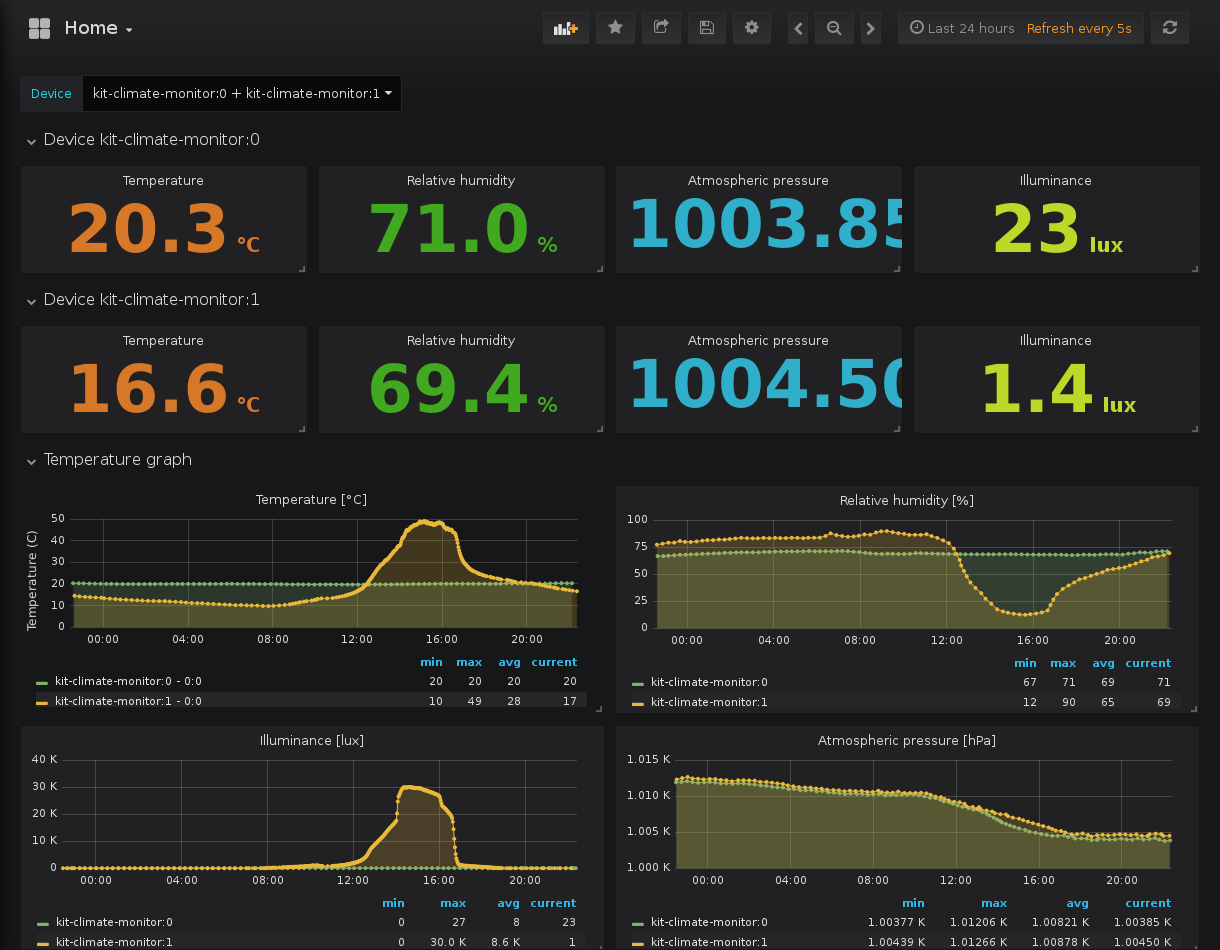 Home
Last 24 hours Refresh every 5s
Device kit-climate-monitor:0 + kit-climate-monitor:1
Device kit-climate-monitor:0
Temperature Relative humidity Atmospheric pressure Illuminance
20.3 °C 71.0 % 1003.85 23 lux
Device kit-climate-monitor:1
Temperature Relative humidity Atmospheric pressure Illuminance
16.6 °C 69.4 % 1004.50 1.4 lux
Temperature graph
Temperature [°C]
Temperature (C)
50
40
30
20
10
0
00:00 04:00 08:00 12:00 16:00 20:00
min max avg current
kit-climate-monitor:0 - 0:0 20 20 20 20
kit-climate-monitor:1 - 0:0 10 49 28 17
Relative humidity [%]
100
75
50
25
0
00:00 04:00 08:00 12:00 16:00 20:00
min max avg current
kit-climate-monitor:0 67 71 69 71
kit-climate-monitor:1 12 90 65 69
Illuminance [lux]
40 K
30 K
20 K
10 K
0
00:00 04:00 08:00 12:00 16:00 20:00
min max avg current
kit-climate-monitor:0 0 27 8 23
kit-climate-monitor:1 0 30.0 K 8.6 K 1
Atmospheric pressure [hPa]
1.015 K
1.010 K
1.005 K
1.000 K
00:00 04:00 08:00 12:00 16:00 20:00
min max avg current
kit-climate-monitor:0 1.00377 K 1.01206 K 1.00821 K 1.00385 K
kit-climate-monitor:1 1.00439 K 1.01266 K 1.00878 K 1.00450 K